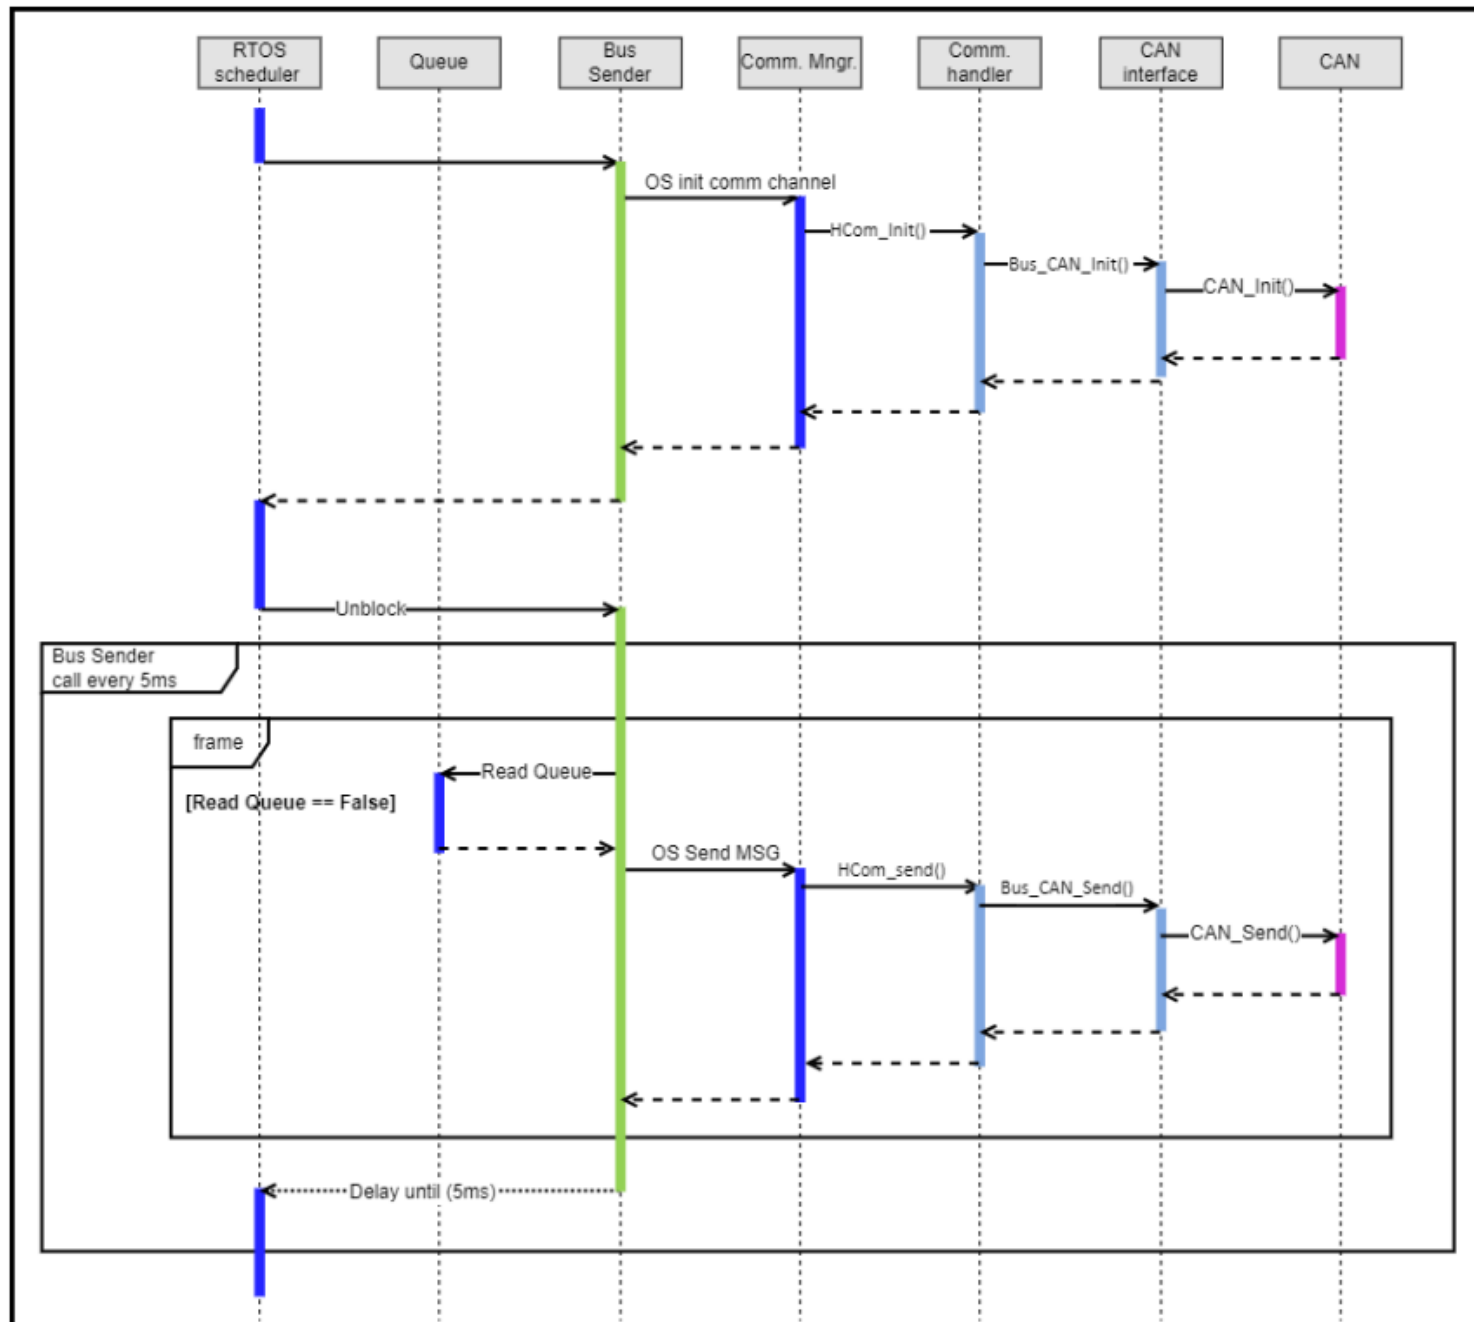 RTOS
scheduler
Queue
Bus
Sender
Comm. Mngr.
Comm.
handler
CAN
interface
CAN
OS init comm channel
HCom_Init()
Bus_CAN_Init()
CAN_Init()
Unblock
Bus Sender
call every 5ms
frame
Read Queue
[Read Queue == False]
OS Send MSG
HCom_send()
Bus_CAN_Send()
CAN_Send()
Delay until (5ms)